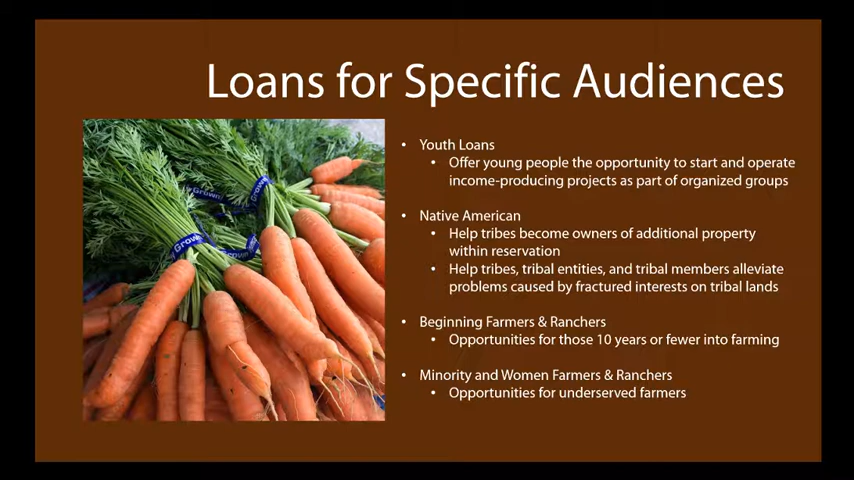 Loans for Specific Audiences
• Youth Loans
• Offer young people the opportunity to start and operate
income-producing projects as part of organized groups
• Native American
• Help tribes become owners of additional property
within reservation
• Help tribes, tribal entities, and tribal members alleviate
problems caused by fractured interests on tribal lands
• Beginning Farmers & Ranchers
• Opportunities for those 10 years or fewer into farming
• Minority and Women Farmers & Ranchers
• Opportunities for underserved farmers
Grown
Grown
Grown